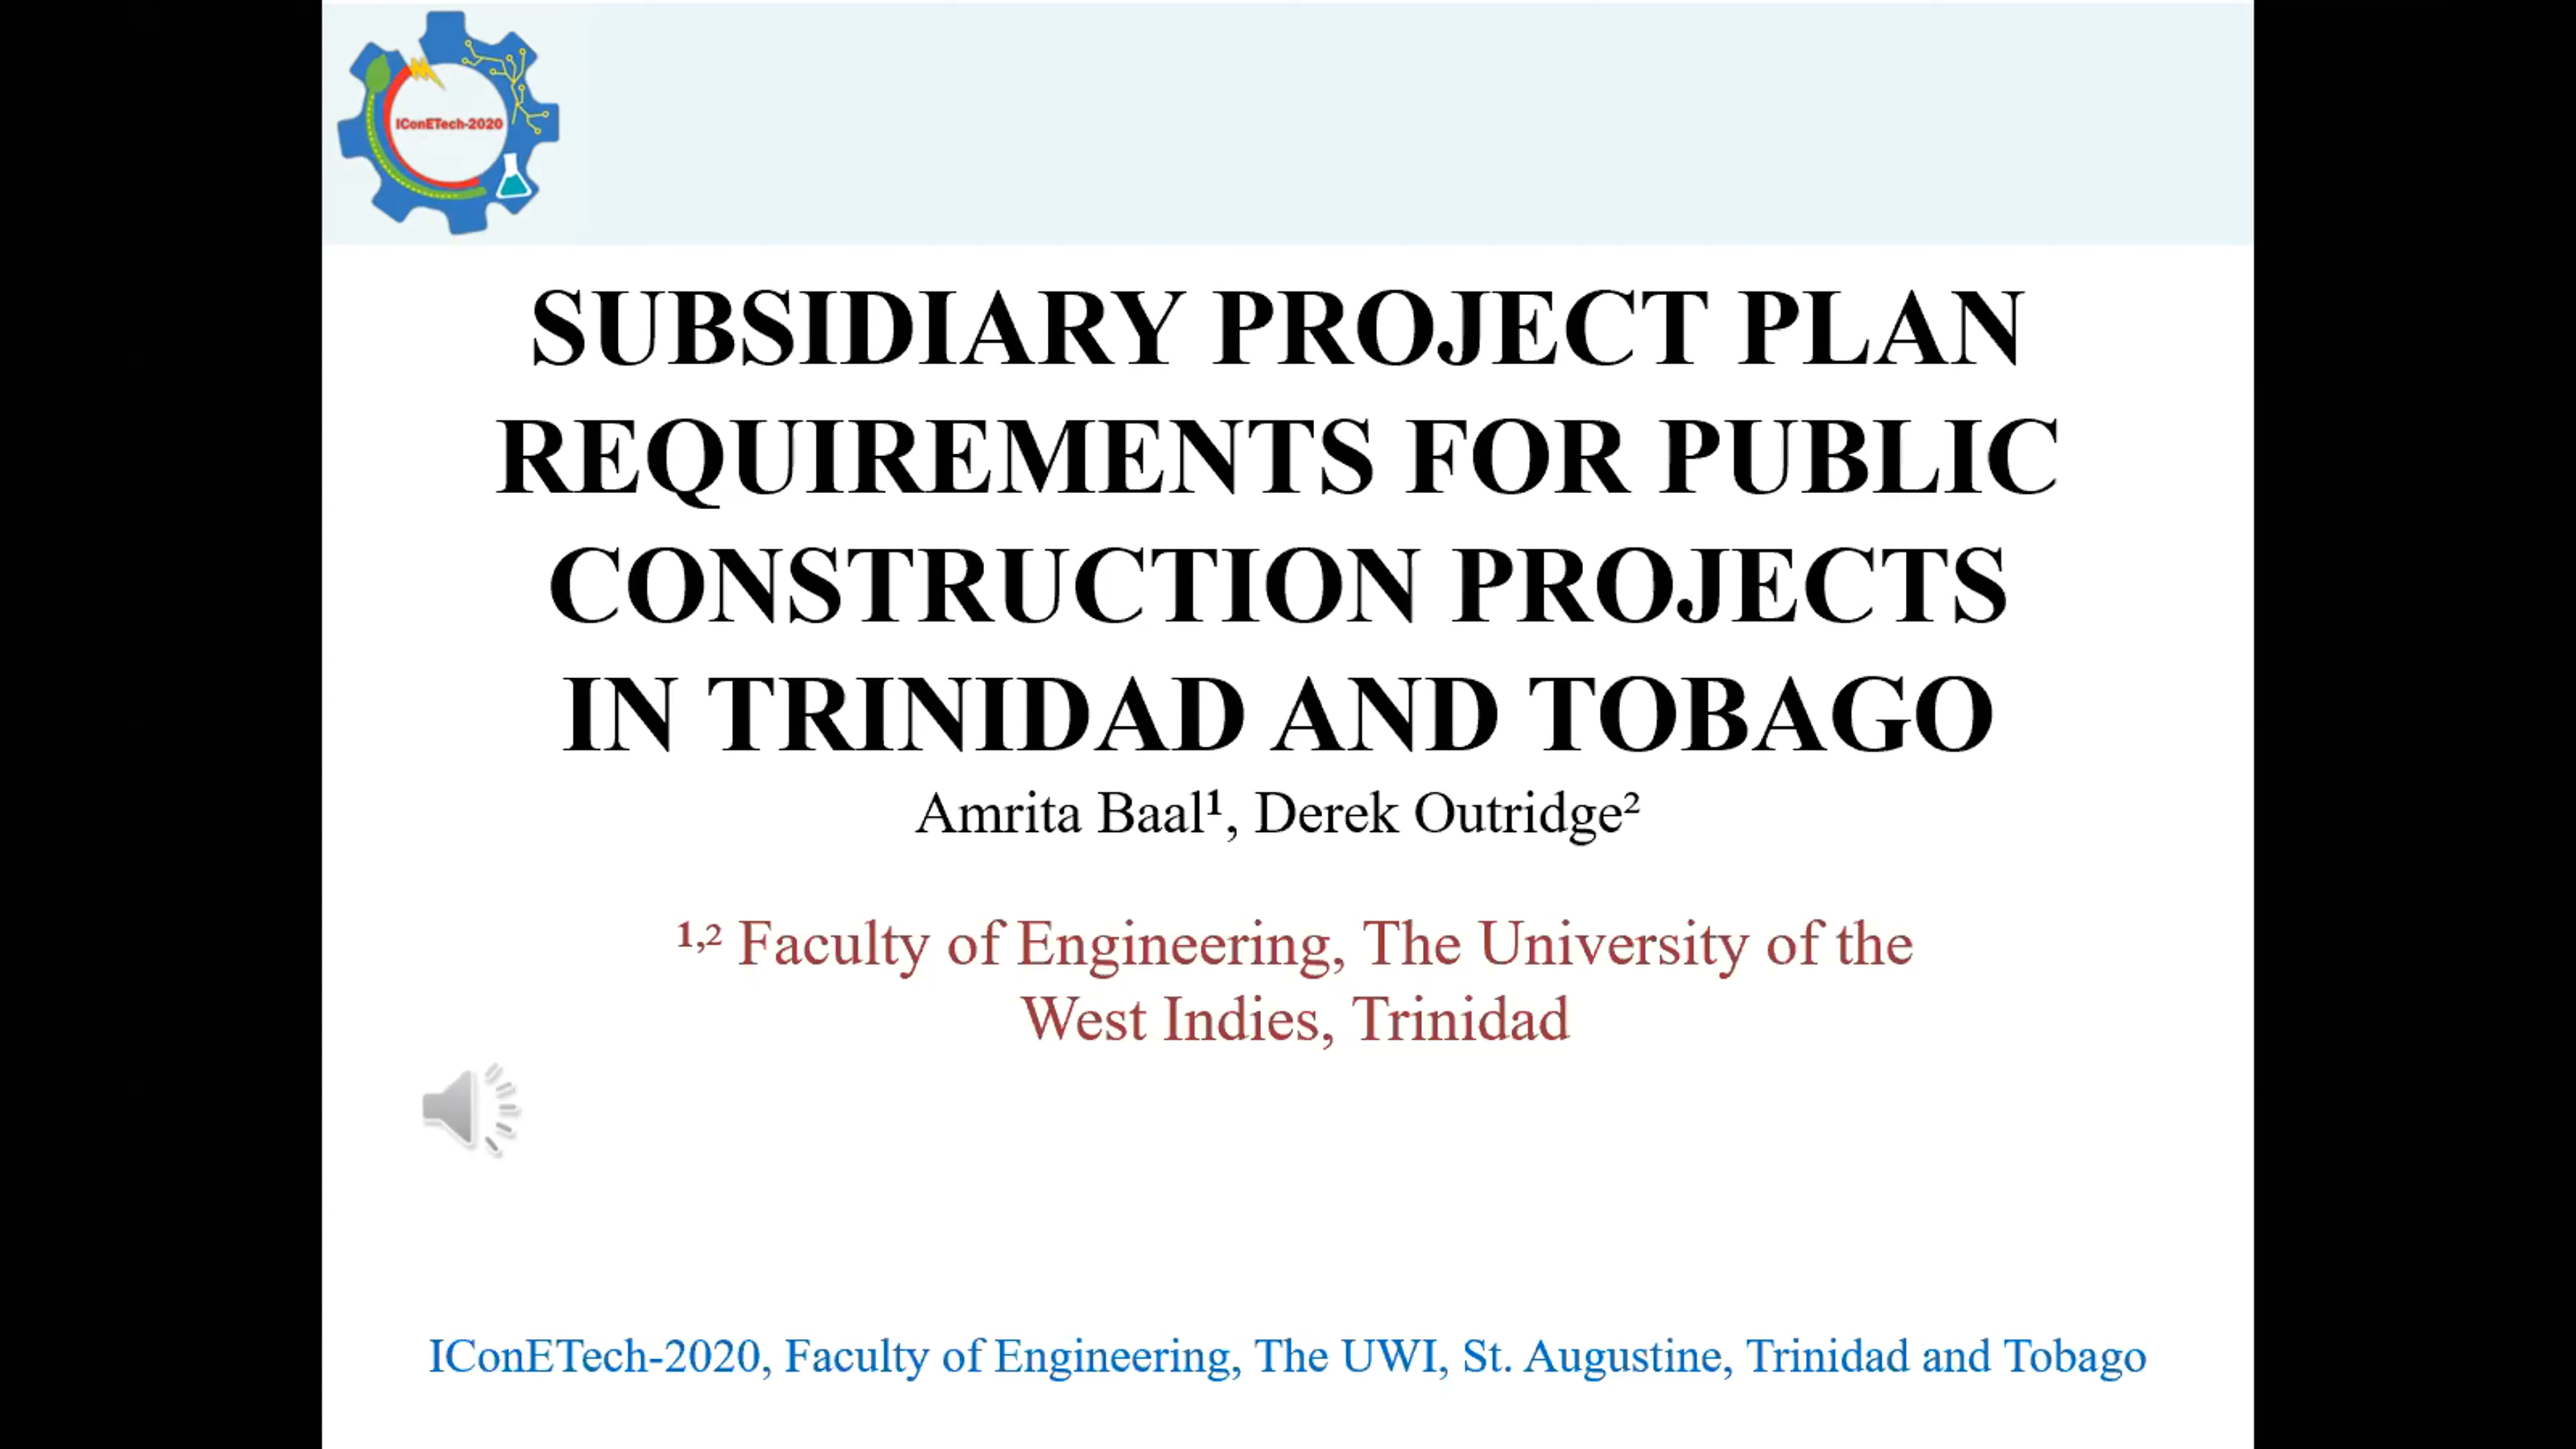 IConETech-2020
SUBSIDIARY PROJECT PLAN
REQUIREMENTS FOR PUBLIC
CONSTRUCTION PROJECTS
IN TRINIDAD AND TOBAGO
Amrita Baal¹, Derek Outridge²
¹,² Faculty of Engineering, The University of the
West Indies, Trinidad
IConETech-2020, Faculty of Engineering, The UWI, St. Augustine, Trinidad and Tobago